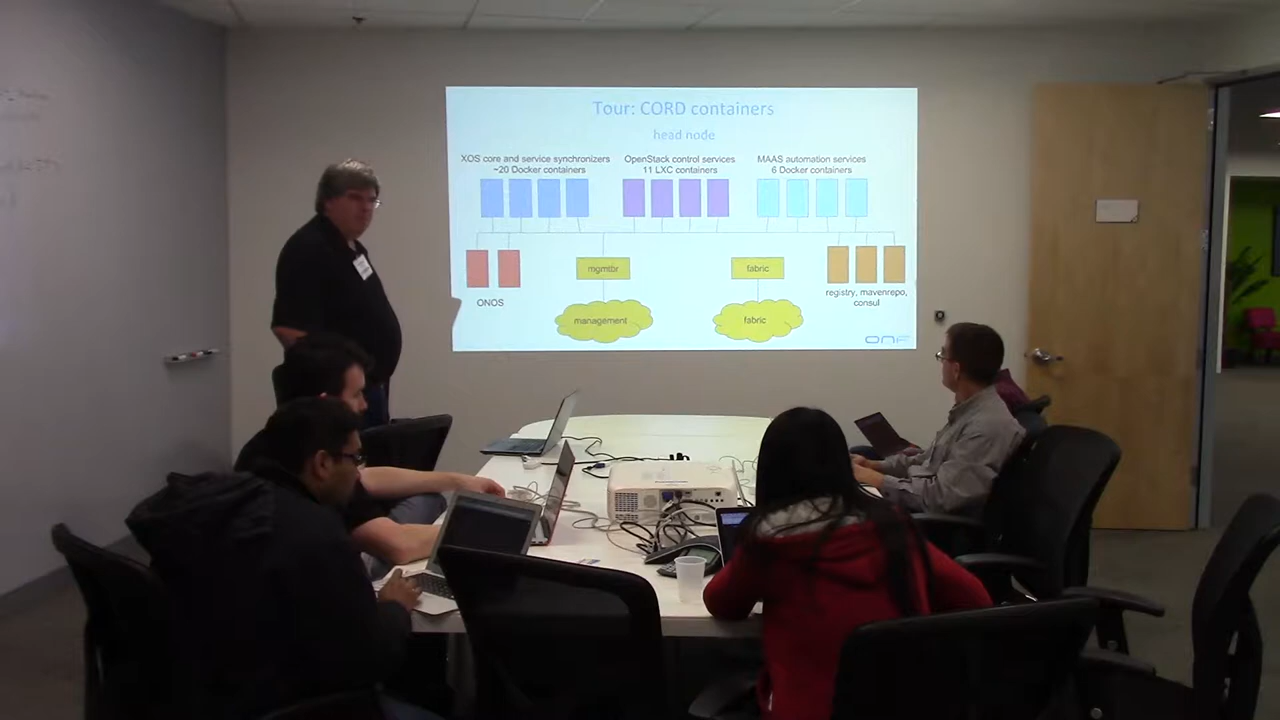 Tour: CORD containers
head node
XOS core and service synchronizers
~20 Docker containers
OpenStack control services
11 LXC containers
MAAS automation services
6 Docker containers
mgmtbr
fabric
ONOS
registry, mavenrepo,
consul
management
fabric
ONF